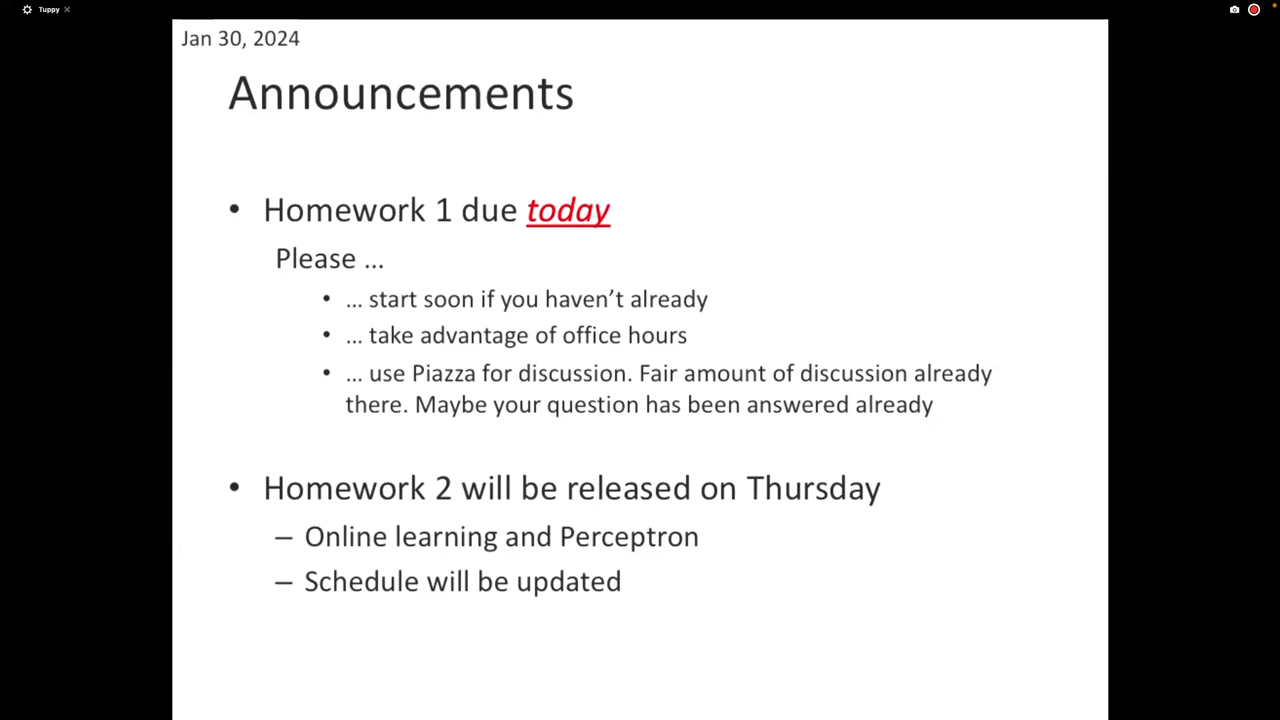 Tuppy
Jan 30, 2024
Announcements
• Homework 1 due today
Please …
• … start soon if you haven’t already
• … take advantage of office hours
• … use Piazza for discussion. Fair amount of discussion already
there. Maybe your question has been answered already
• Homework 2 will be released on Thursday
– Online learning and Perceptron
– Schedule will be updated